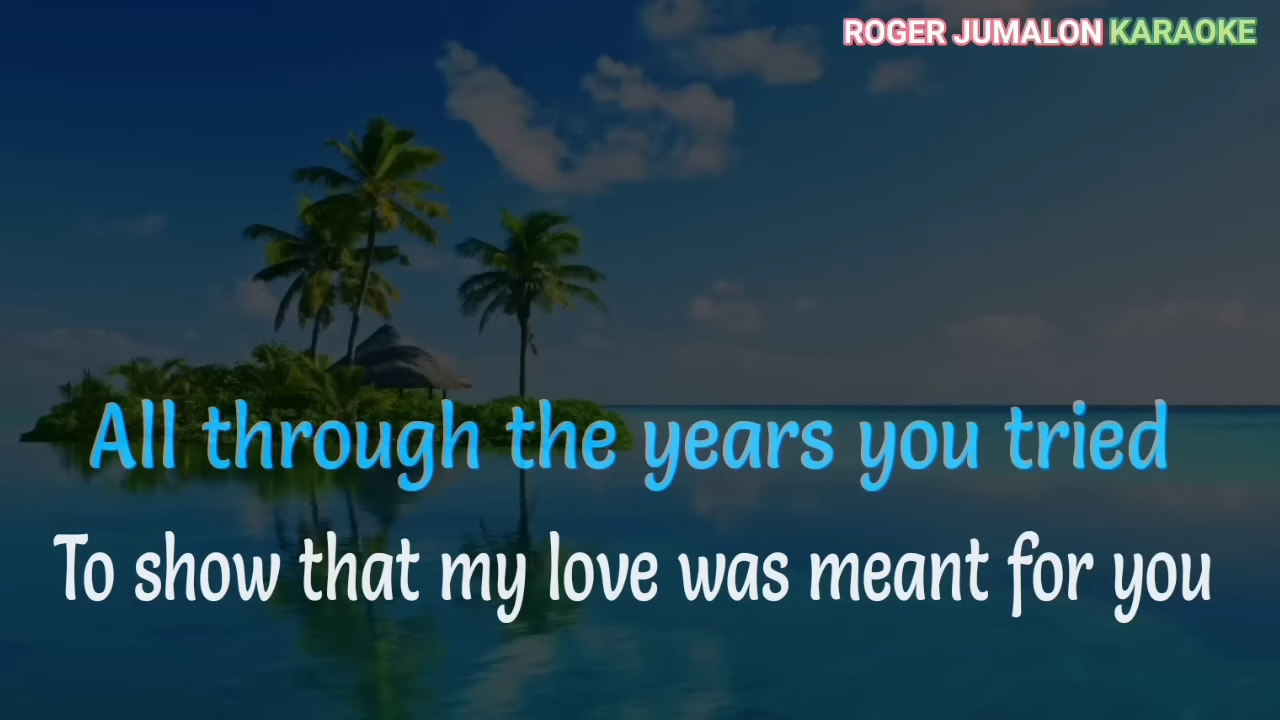 ROGER JUMALON KARAOKE
All through the years you tried
To show that my love was meant for you